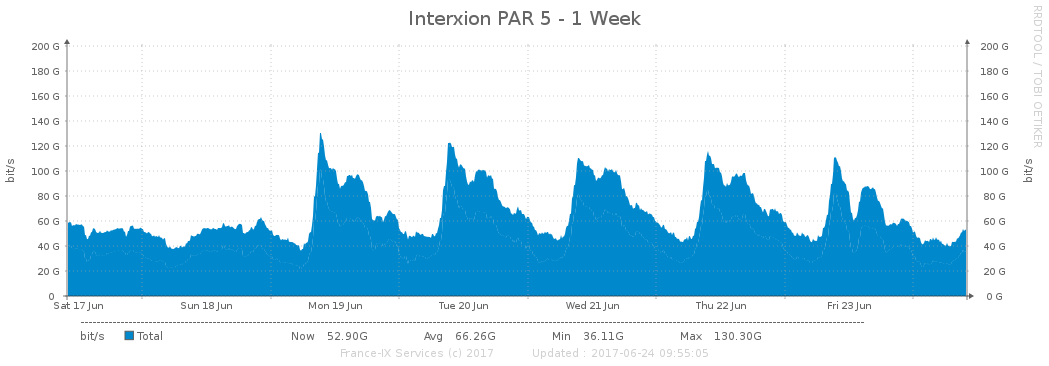 Interxion PAR 5 - 1 Week
RRDTOOL / TOBI OETIKER
bit/s
200 G 200 G
180 G 180 G
160 G 160 G
140 G 140 G
120 G 120 G
100 G 100 G
80 G 80 G
60 G 60 G
40 G 40 G
20 G 20 G
0 0 G
bit/s
Sat 17 Jun Sun 18 Jun Mon 19 Jun Tue 20 Jun Wed 21 Jun Thu 22 Jun Fri 23 Jun
bit/s Total Now 52.90G Avg 66.26G Min 36.11G Max 130.30G
France-IX Services (c) 2017 Updated : 2017-06-24 09:55:05